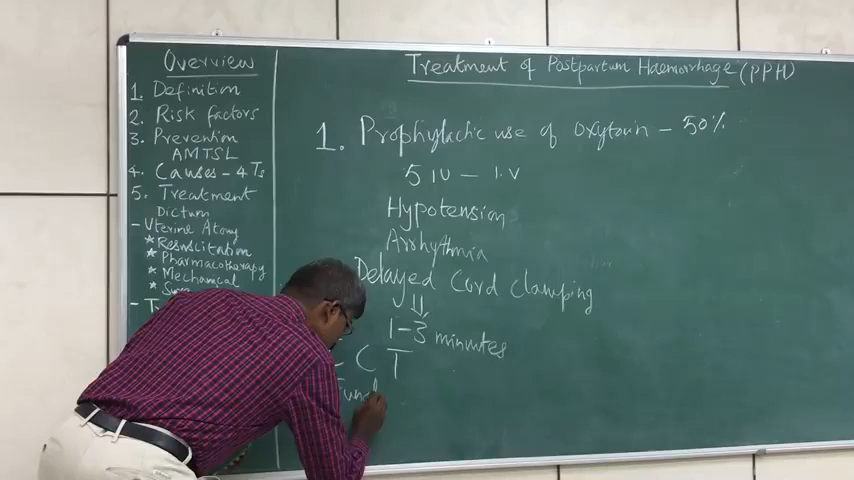 Overview
1. Definition
2. Risk factors
3. Prevention
AMTSL
4. Causes - 4 Ts
5. Treatment
Dictum
- Uterine Atony
* Resuscitation
* Pharmacotherapy
* Mechanical
Treatment of Postpartum Haemorrhage (PPH)
1. Prophylactic use of oxytocin - 50%
5 IU - I.V
Hypotension
Arrhythmia
Delayed Cord clamping
1-3 minutes
C T